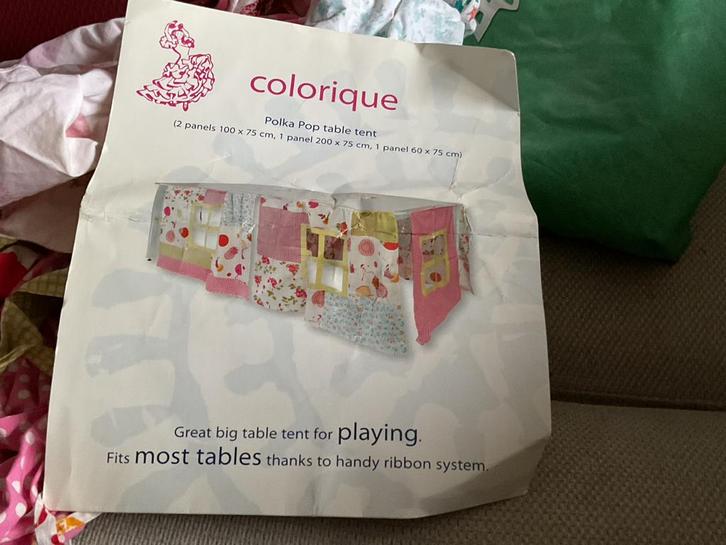 colorique
Polka Pop table tent
(2 panels 100 x 75 cm, 1 panel 200 x 75 cm, 1 panel 60 x 75 cm)
Great big table tent for playing.
Fits most tables thanks to handy ribbon system.